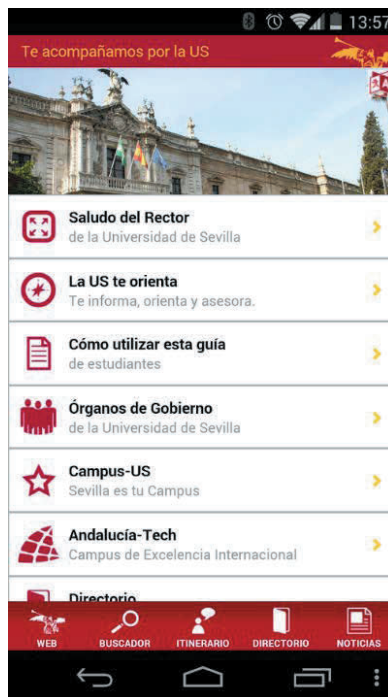 13:57
Te acompañamos por la US
Saludo del Rector
de la Universidad de Sevilla
La US te orienta
Te informa, orienta y asesora.
Cómo utilizar esta guía
de estudiantes
Órganos de Gobierno
de la Universidad de Sevilla
Campus-US
Sevilla es tu Campus
Andalucía-Tech
Campus de Excelencia Internacional
Directorio
WEB BUSCADOR ITINERARIO DIRECTORIO NOTICIAS